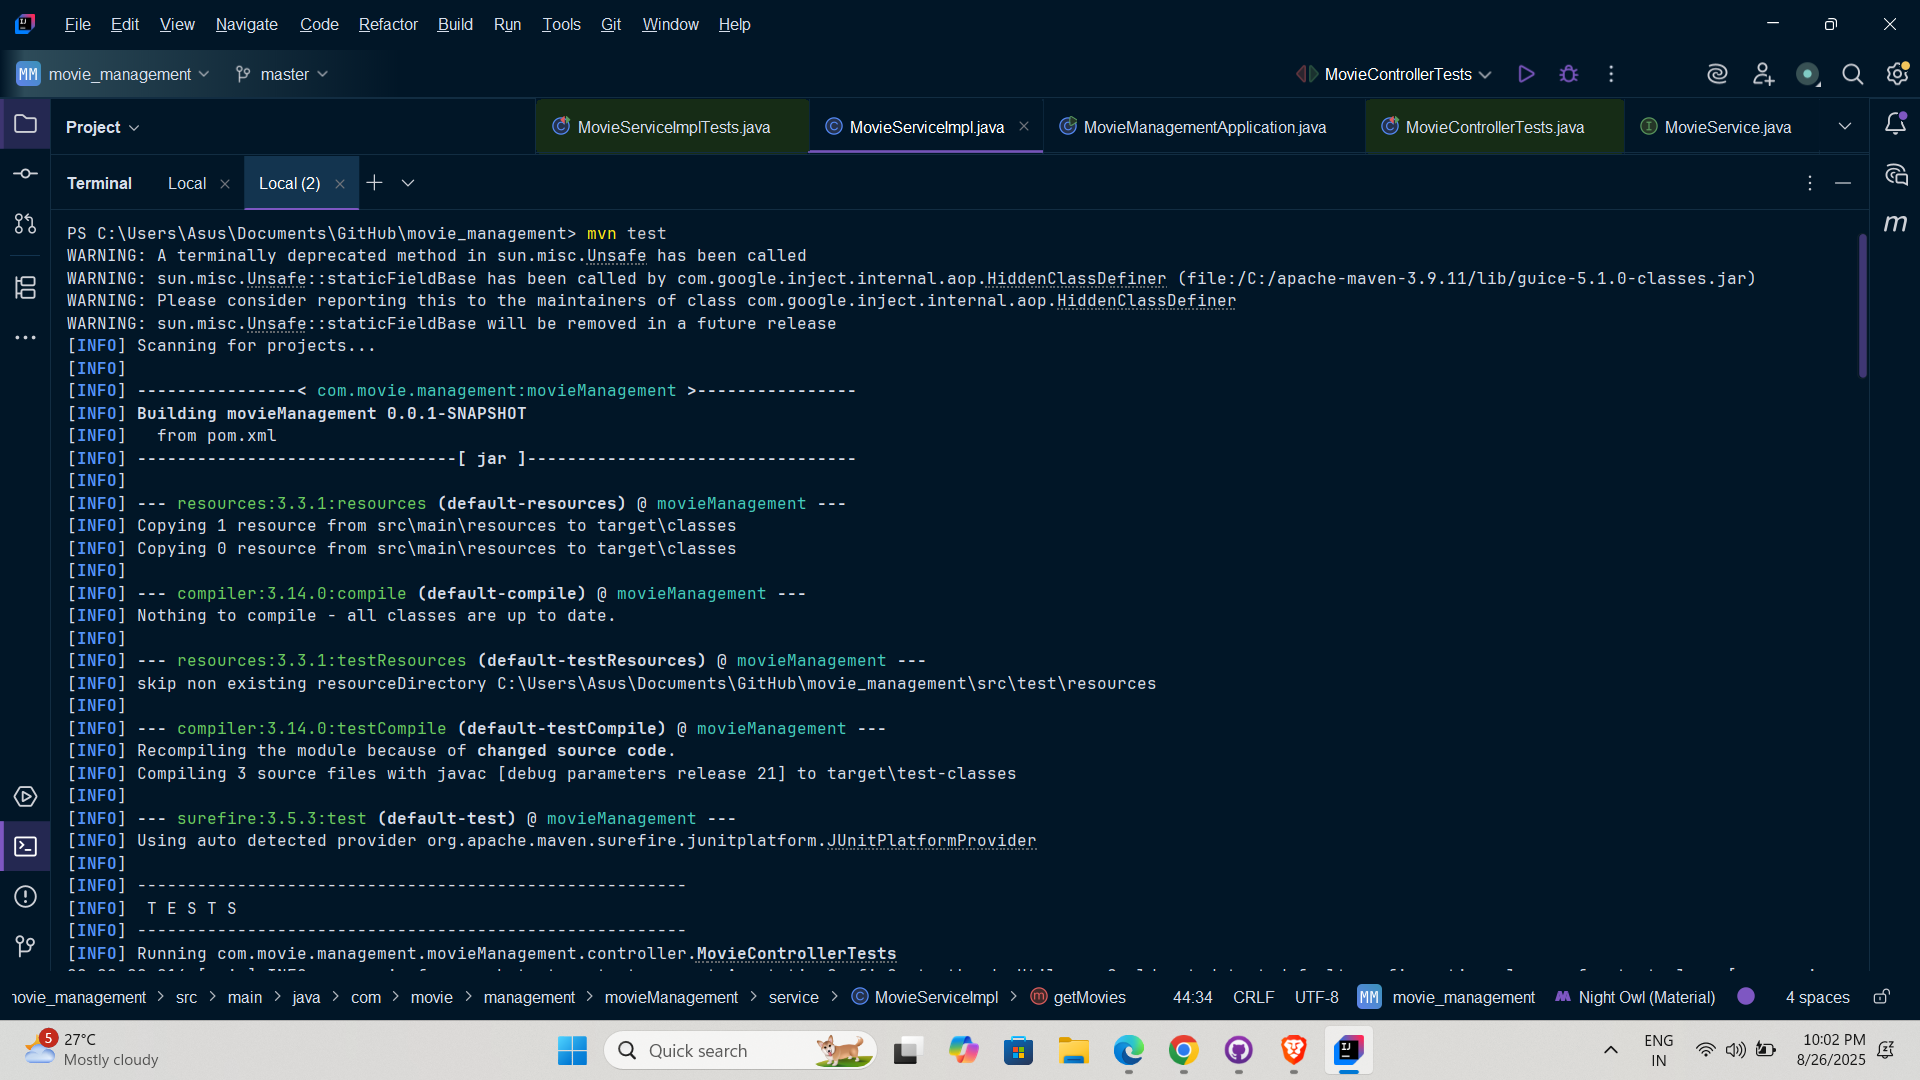 File Edit View Navigate Code Refactor Build Run Tools Git Window Help
MM movie_management master MovieControllerTests
Project MovieServiceImplTests.java MovieServiceImpl.java MovieManagementApplication.java MovieControllerTests.java MovieService.java
Terminal Local Local (2)
PS C:\Users\Asus\Documents\GitHub\movie_management> mvn test
WARNING: A terminally deprecated method in sun.misc.Unsafe has been called
WARNING: sun.misc.Unsafe::staticFieldBase has been called by com.google.inject.internal.aop.HiddenClassDefiner (file:/C:/apache-maven-3.9.11/lib/guice-5.1.0-classes.jar)
WARNING: Please consider reporting this to the maintainers of class com.google.inject.internal.aop.HiddenClassDefiner
WARNING: sun.misc.Unsafe::staticFieldBase will be removed in a future release
[INFO] Scanning for projects...
[INFO]
[INFO] ----------------< com.movie.management:movieManagement >----------------
[INFO] Building movieManagement 0.0.1-SNAPSHOT
[INFO]   from pom.xml
[INFO] --------------------------------[ jar ]---------------------------------
[INFO]
[INFO] --- resources:3.3.1:resources (default-resources) @ movieManagement ---
[INFO] Copying 1 resource from src\main\resources to target\classes
[INFO] Copying 0 resource from src\main\resources to target\classes
[INFO]
[INFO] --- compiler:3.14.0:compile (default-compile) @ movieManagement ---
[INFO] Nothing to compile - all classes are up to date.
[INFO]
[INFO] --- resources:3.3.1:testResources (default-testResources) @ movieManagement ---
[INFO] skip non existing resourceDirectory C:\Users\Asus\Documents\GitHub\movie_management\src\test\resources
[INFO]
[INFO] --- compiler:3.14.0:testCompile (default-testCompile) @ movieManagement ---
[INFO] Recompiling the module because of changed source code.
[INFO] Compiling 3 source files with javac [debug parameters release 21] to target\test-classes
[INFO]
[INFO] --- surefire:3.5.3:test (default-test) @ movieManagement ---
[INFO] Using auto detected provider org.apache.maven.surefire.junitplatform.JUnitPlatformProvider
[INFO]
[INFO] -------------------------------------------------------
[INFO]  T E S T S
[INFO] -------------------------------------------------------
[INFO] Running com.movie.management.movieManagement.controller.MovieControllerTests
movie_management > src > main > java > com > movie > management > movieManagement > service > MovieServiceImpl > getMovies 44:34 CRLF UTF-8 MM movie_management Night Owl (Material) 4 spaces
5 27°C
Mostly cloudy
Quick search
ENG
IN
10:02 PM
8/26/2025